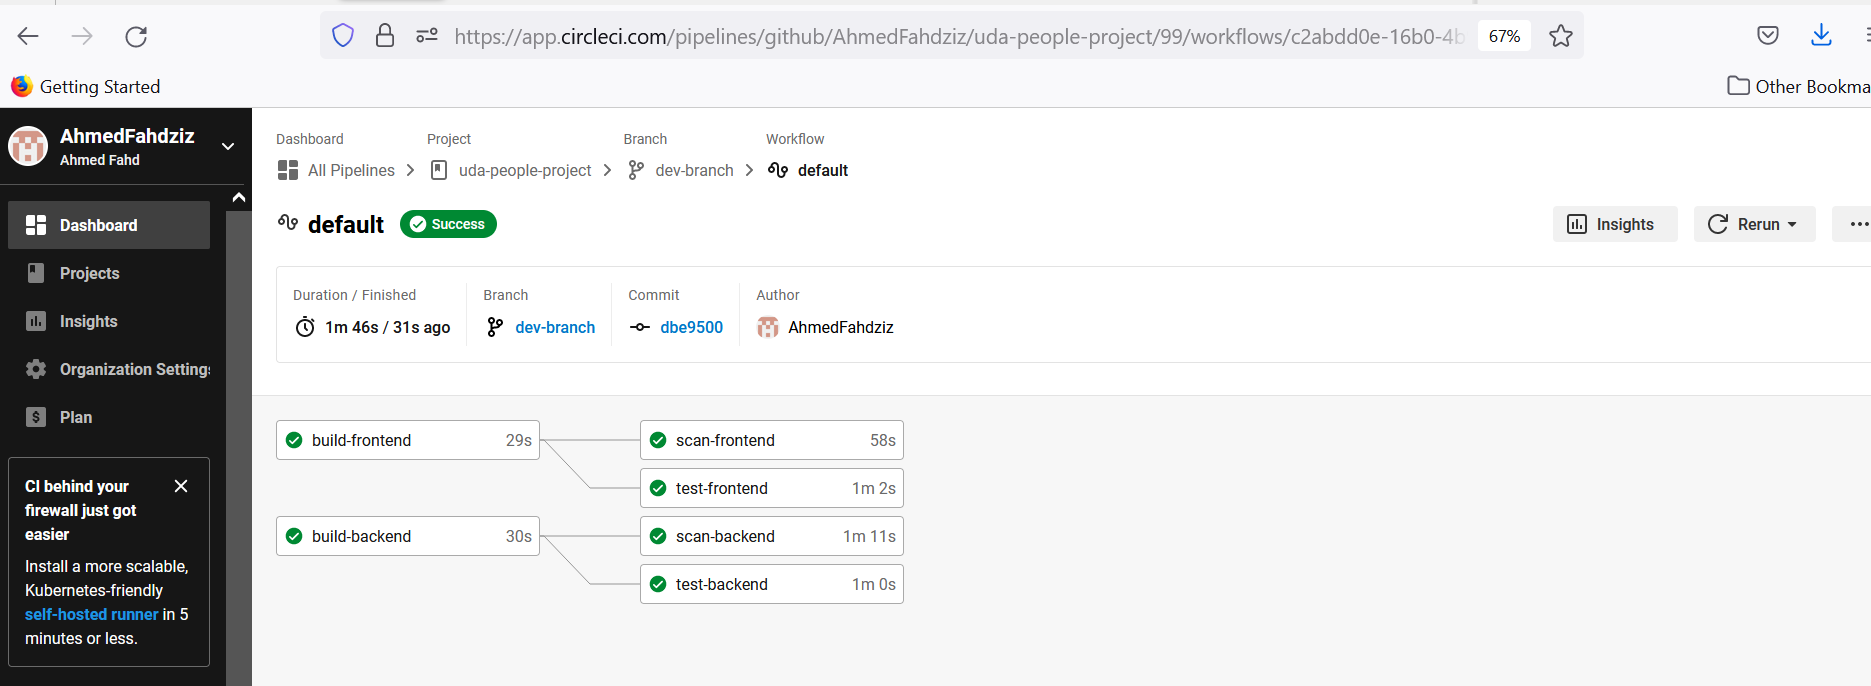 https://app.circleci.com/pipelines/github/AhmedFahdziz/uda-people-project/99/workflows/c2abdd0e-16b0-4b
67%
Getting Started
Other Bookma
AhmedFahdziz
Ahmed Fahd
Dashboard
Projects
Insights
Organization Settings
Plan
CI behind your
firewall just got
easier
Install a more scalable,
Kubernetes-friendly
self-hosted runner in 5
minutes or less.
Dashboard Project Branch Workflow
All Pipelines uda-people-project dev-branch default
default Success
Insights Rerun
Duration / Finished Branch Commit Author
1m 46s / 31s ago dev-branch dbe9500 AhmedFahdziz
build-frontend 29s
scan-frontend 58s
test-frontend 1m 2s
build-backend 30s
scan-backend 1m 11s
test-backend 1m 0s